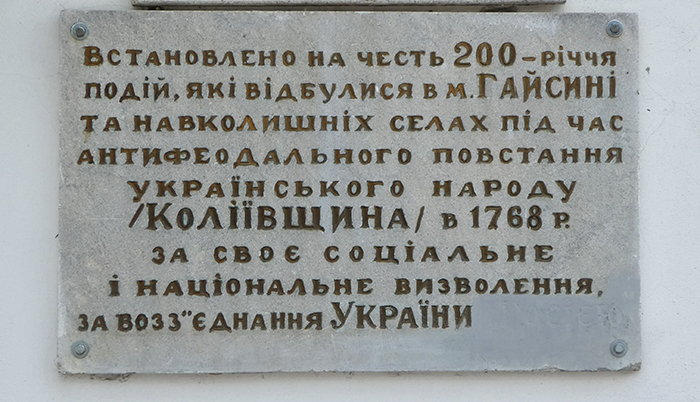 Встановлено на честь 200-річчя
подій, які відбулися в м. Гайсині
та навколишніх селах під час
антифеодального повстання
українського народу
/Коліївщина/ в 1768 р.
за своє соціальне
і національне визволення,
за возз"єднання України